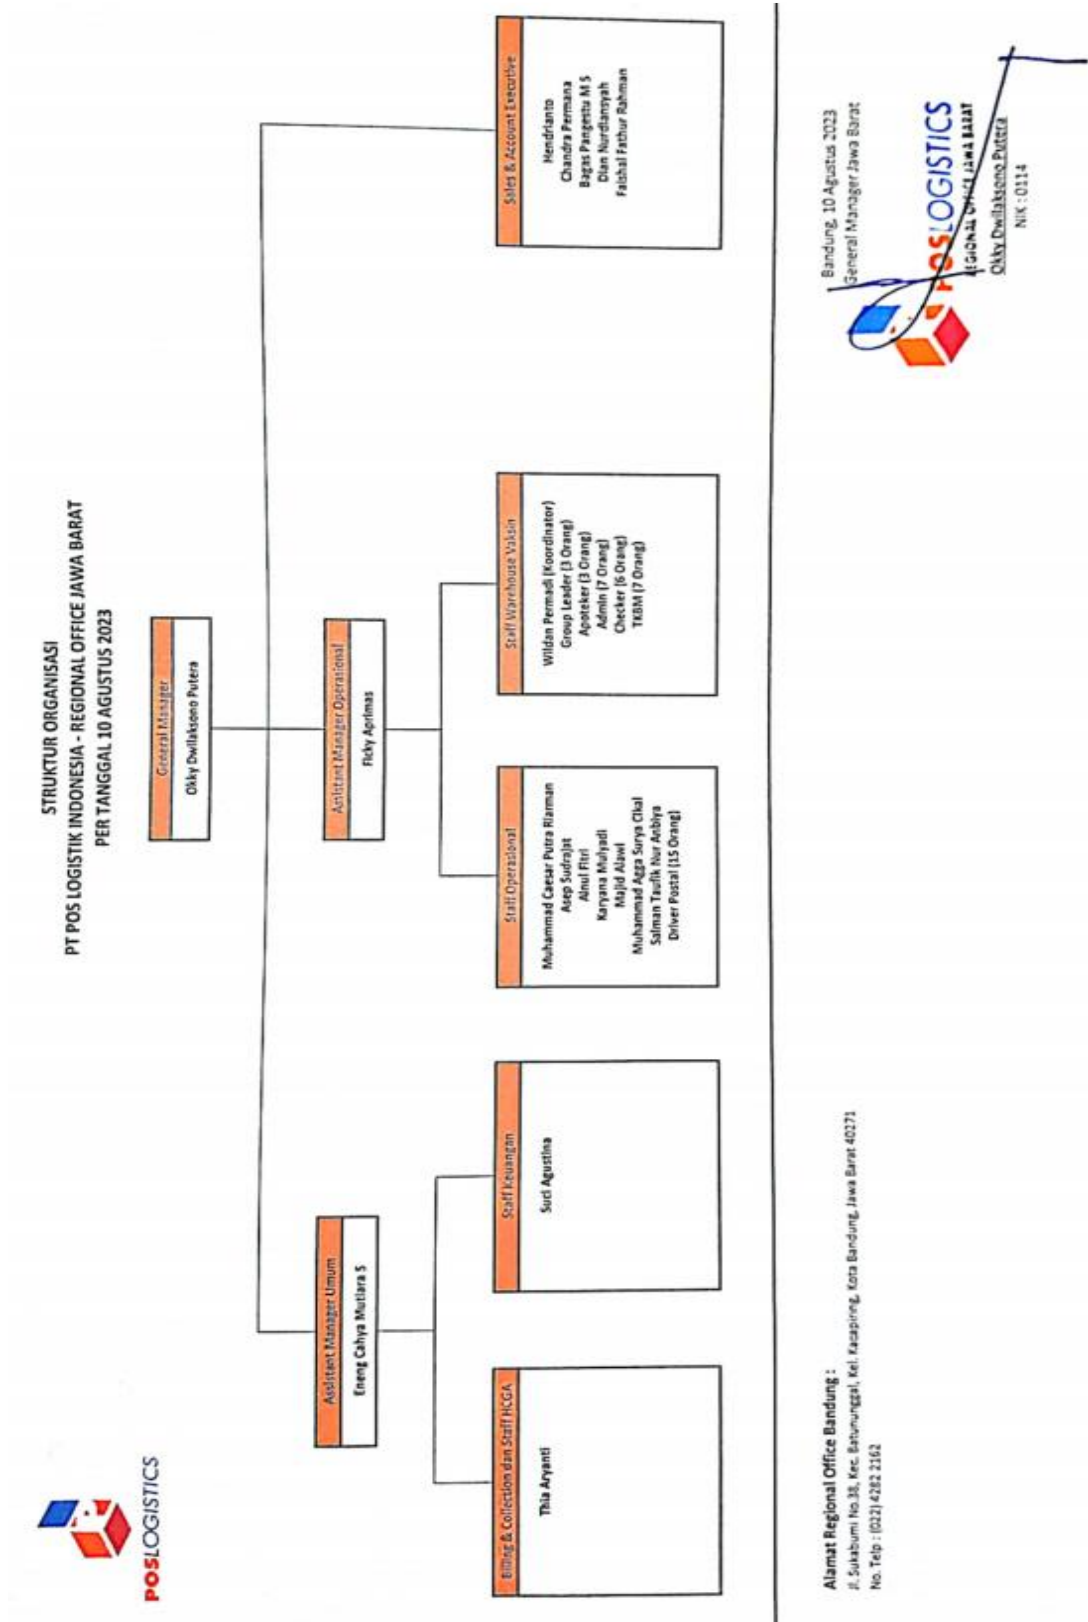 POSLOGISTICS
STRUKTUR ORGANISASI
PT POS LOGISTIK INDONESIA - REGIONAL OFFICE JAWA BARAT
PER TANGGAL 10 AGUSTUS 2023
General Manager
Okky Dwilaksono Putera
Assistant Manager Umum
Eneng Cahya Mutiara S
Assistant Manager Operasional
Ficky Aprimas
Billing & Collection dan Staff HCGA
Thia Aryanti
Staff Keuangan
Suci Agustina
Staff Operasional
Muhammad Caesar Putra Riarman
Asep Sudrajat
Ainul Fitri
Karyana Mulyadi
Majid Alawi
Muhammad Agga Surya Cikal
Salman Taufik Nur Anbiya
Driver Postal (15 Orang)
Staff Warehouse Vaksin
Wildan Permadi (Koordinator)
Group Leader (3 Orang)
Apoteker (3 Orang)
Admin (7 Orang)
Checker (6 Orang)
TKBM (7 Orang)
Sales & Account Executive
Hendrianto
Chandra Permana
Bagas Pangestu M S
Dian Nurdiansyah
Faishal Fathur Rahman
Alamat Regional Office Bandung :
Jl. Sukabumi No.38, Kec. Batununggal, Kel. Kacapiring, Kota Bandung, Jawa Barat 40271
No. Telp : (022) 4282 2162
Bandung, 10 Agustus 2023
General Manager Jawa Barat
POSLOGISTICS
REGIONAL OFFICE JAWA BARAT
Okky Dwilaksono Putera
NIK : 0114